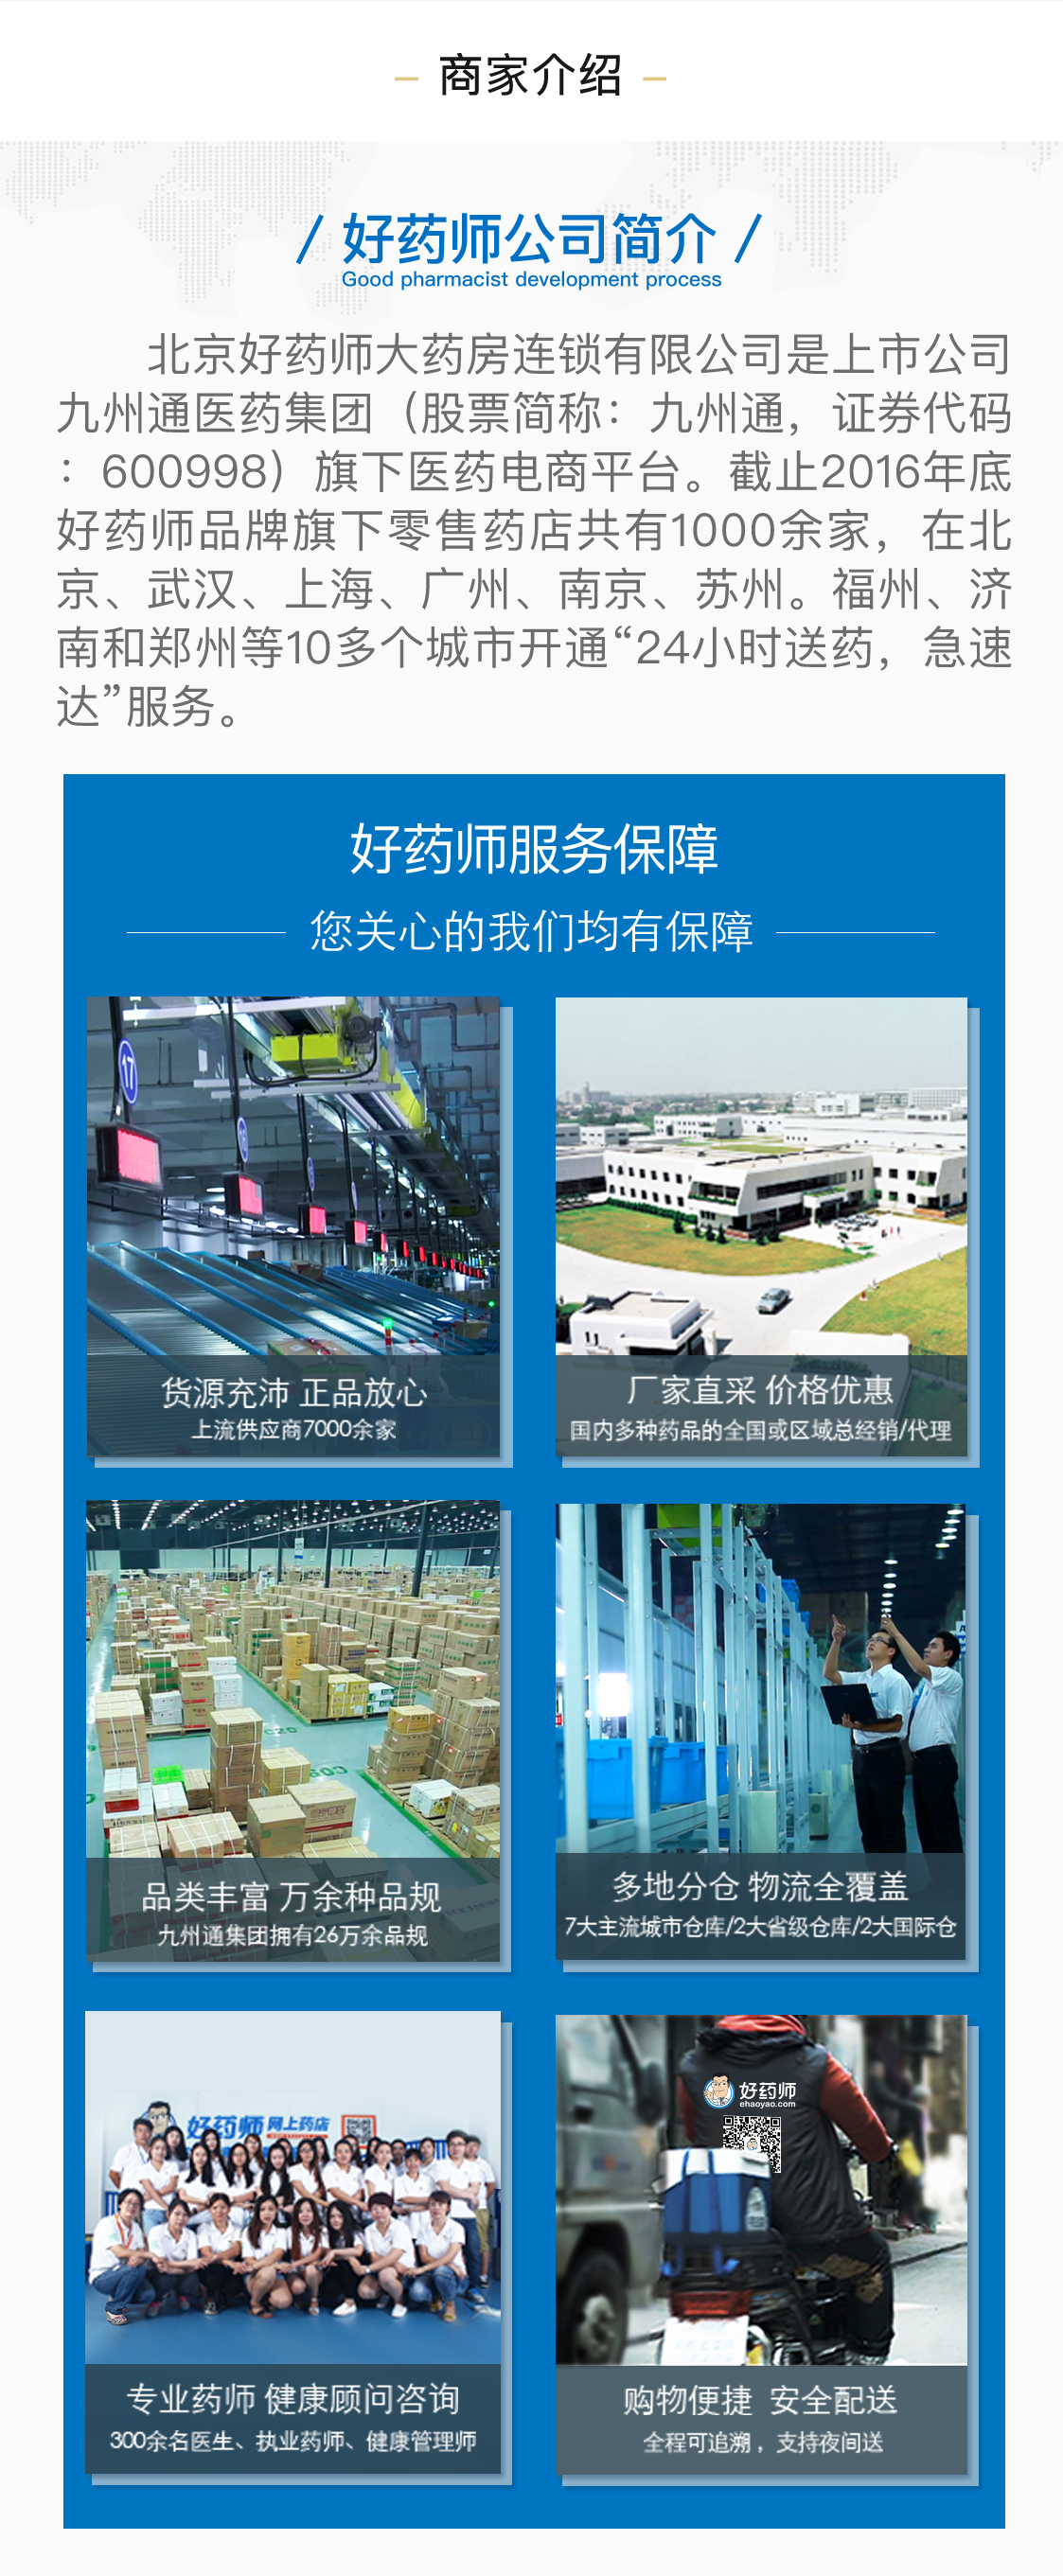 商家介绍
好药师公司简介
Good pharmacist development process
北京好药师大药房连锁有限公司是上市公司
九州通医药集团（股票简称：九州通，证券代码
：600998）旗下医药电商平台。截止2016年底
好药师品牌旗下零售药店共有1000余家，在北
京、武汉、上海、广州、南京、苏州。福州、济
南和郑州等10多个城市开通“24小时送药，急速
达”服务。
好药师服务保障
您关心的我们均有保障
17
货源充沛 正品放心
上流供应商7000余家
厂家直采 价格优惠
国内多种药品的全国或区域总经销/代理
品类丰富 万余种品规
九州通集团拥有26万余品规
多地分仓 物流全覆盖
7大主流城市仓库/2大省级仓库/2大国际仓
好药师 网上药店
专业药师 健康顾问咨询
300余名医生、执业药师、健康管理师
好药师
ehaoyao.com
购物便捷 安全配送
全程可追溯，支持夜间送